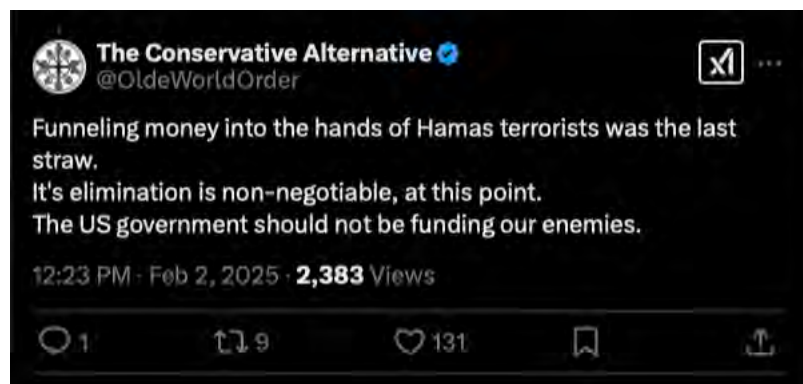 The Conservative Alternative
@OldeWorldOrder
Funneling money into the hands of Hamas terrorists was the last
straw.
It's elimination is non-negotiable, at this point.
The US government should not be funding our enemies.
12:23 PM · Feb 2, 2025 · 2,383 Views
1 9 131